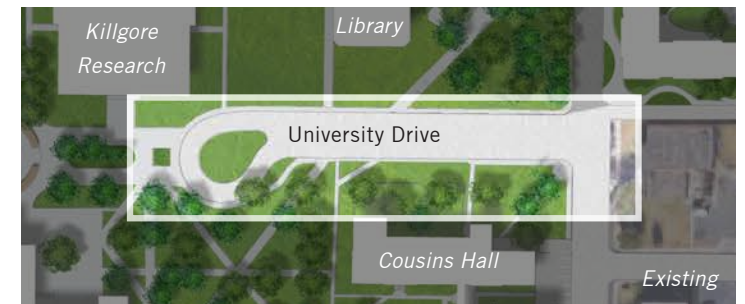 Killgore
Research
Library
University Drive
Cousins Hall
Existing